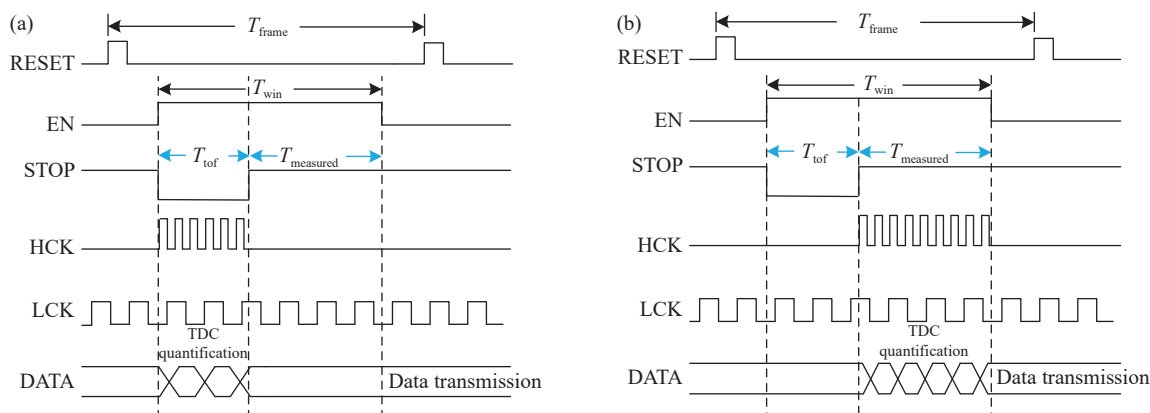 (a)
T_frame
RESET
T_win
EN
T_tof
T_measured
STOP
HCK
LCK
TDC
quantification
DATA
Data transmission
(b)
T_frame
RESET
T_win
EN
T_tof
T_measured
STOP
HCK
LCK
TDC
quantification
DATA
Data transmission